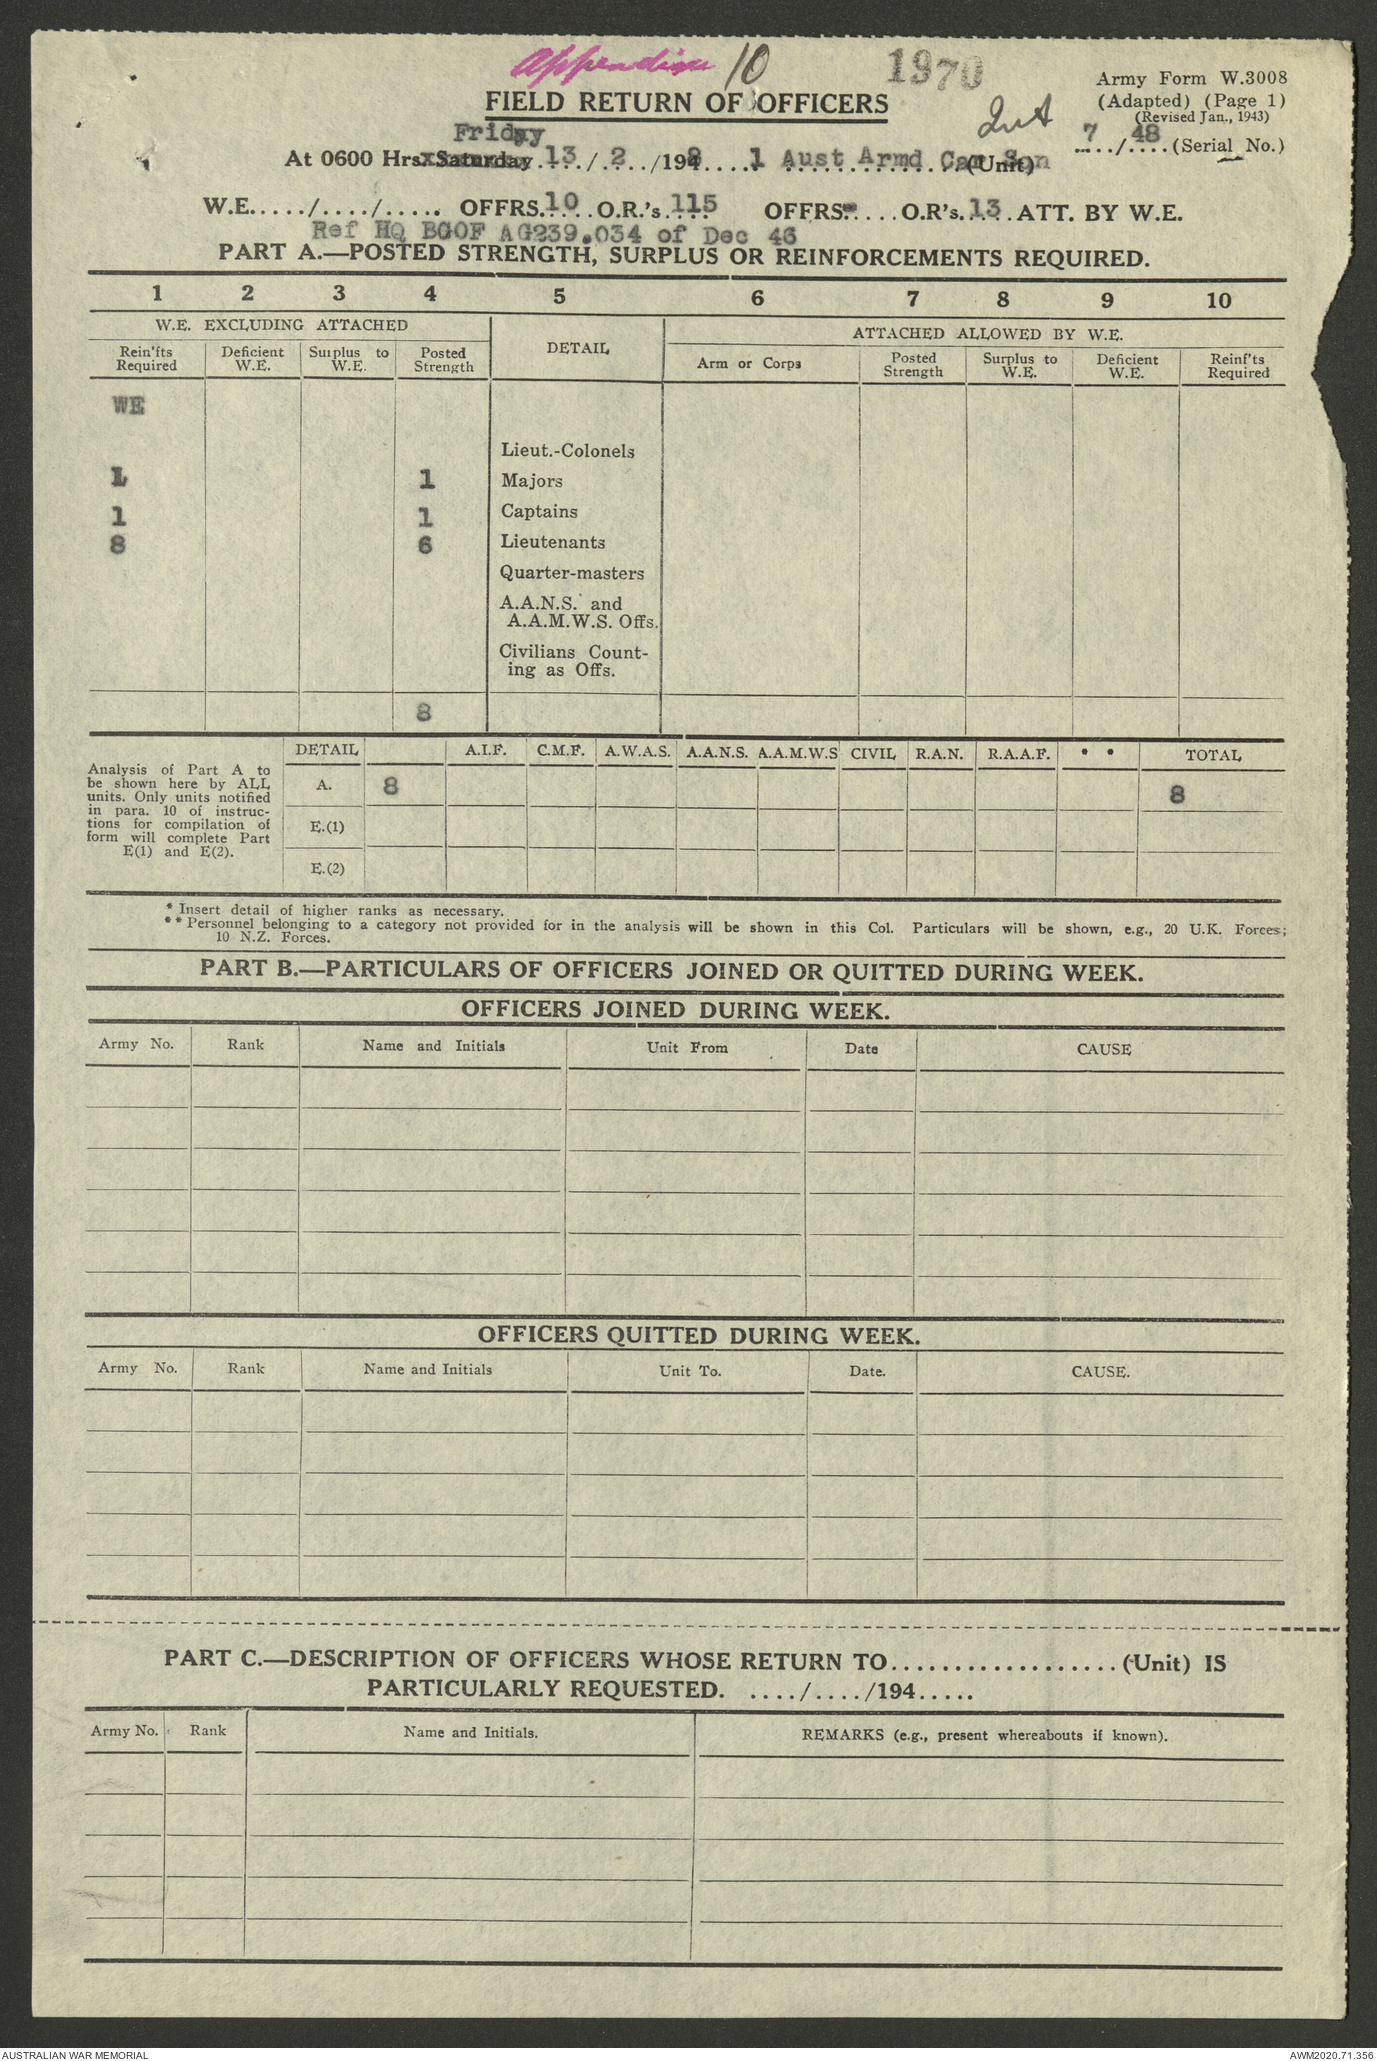 Appendix 10
1970
Army Form W.3008
(Adapted) (Page 1)
(Revised Jan., 1943)
FIELD RETURN OF OFFICERS
Friday
7 / 48 (Serial No.)
At 0600 Hrs. Saturday 13 / 2 /1948 1 Aust Armd Car Sqn (Unit)
W.E...../..../..... OFFRS. 10 O.R.'s 115 OFFRS. - O.R's. 13 ATT. BY W.E.
Ref HQ BCOF AG239.034 of Dec 46
PART A.—POSTED STRENGTH, SURPLUS OR REINFORCEMENTS REQUIRED.
1 2 3 4 5 6 7 8 9 10
W.E. EXCLUDING ATTACHED DETAIL ATTACHED ALLOWED BY W.E.
Rein'fts Required Deficient W.E. Surplus to W.E. Posted Strength Arm or Corps Posted Strength Surplus to W.E. Deficient W.E. Reinf'ts Required
WE
Lieut.-Colonels
1 1 Majors
1 1 Captains
8 6 Lieutenants
Quarter-masters
A.A.N.S. and
A.A.M.W.S. Offs.
Civilians Count-
ing as Offs.
8
DETAIL A.I.F. C.M.F. A.W.A.S. A.A.N.S. A.A.M.W.S CIVIL R.A.N. R.A.A.F. * * TOTAL
Analysis of Part A to
be shown here by ALL
units. Only units notified
in para. 10 of instruc-
tions for compilation of
form will complete Part
E(1) and E(2).
A. 8 8
E.(1)
E.(2)
* Insert detail of higher ranks as necessary.
** Personnel belonging to a category not provided for in the analysis will be shown in this Col. Particulars will be shown, e.g., 20 U.K. Forces;
10 N.Z. Forces.
PART B.—PARTICULARS OF OFFICERS JOINED OR QUITTED DURING WEEK.
OFFICERS JOINED DURING WEEK.
Army No. Rank Name and Initials Unit From Date CAUSE
OFFICERS QUITTED DURING WEEK.
Army No. Rank Name and Initials Unit To. Date. CAUSE.
PART C.—DESCRIPTION OF OFFICERS WHOSE RETURN TO................... (Unit) IS
PARTICULARLY REQUESTED. ..../..../194.....
Army No. Rank Name and Initials. REMARKS (e.g., present whereabouts if known).
AUSTRALIAN WAR MEMORIAL
AWM2020.71.356